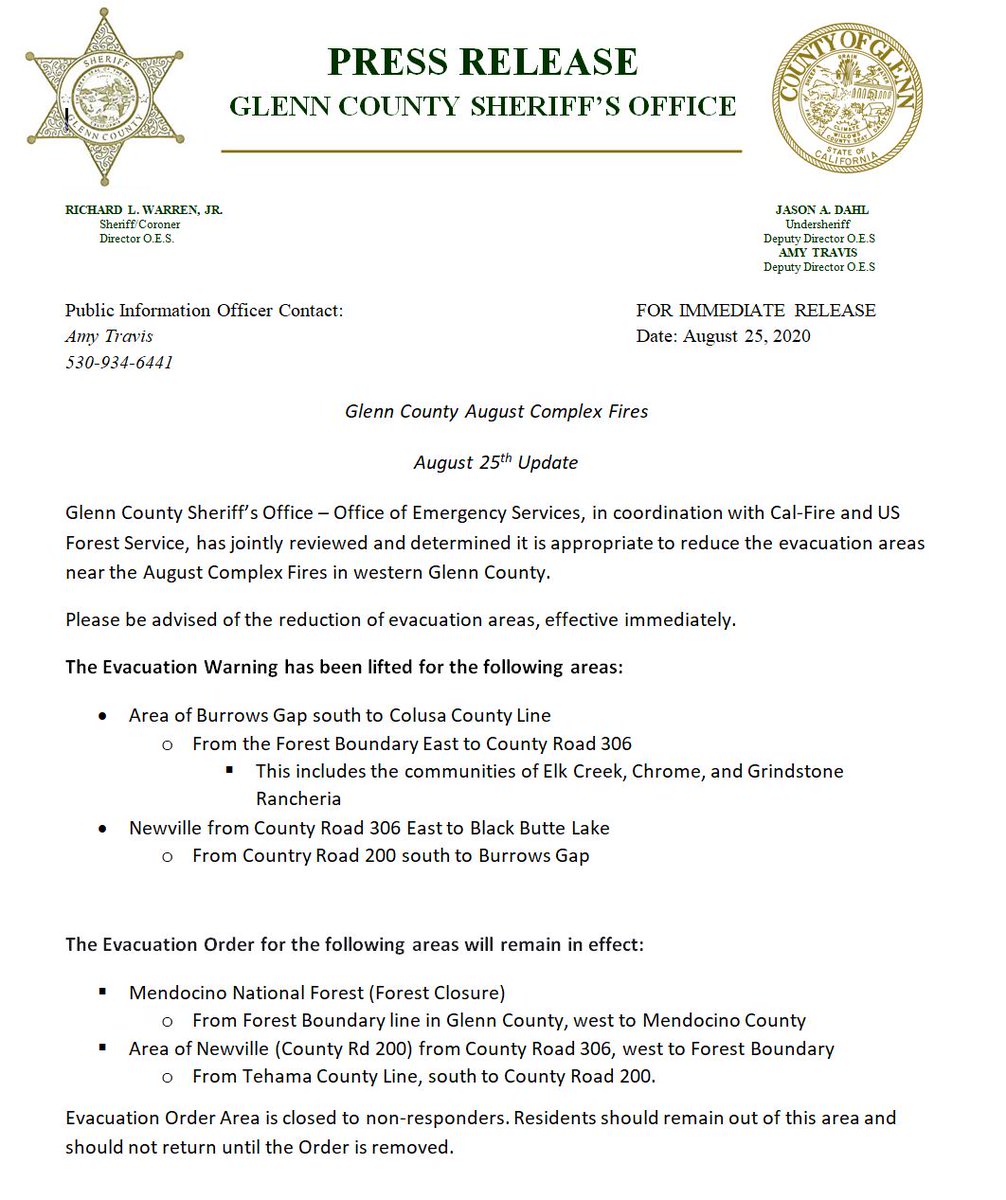 SHERIFF
GLENN COUNTY
PRESS RELEASE
GLENN COUNTY SHERIFF’S OFFICE
COUNTY OF GLENN
CLIMATE
WILLOWS
COUNTY SEAT
STATE OF
CALIFORNIA
RICHARD L. WARREN, JR.
Sheriff/Coroner
Director O.E.S.
JASON A. DAHL
Undersheriff
Deputy Director O.E.S
AMY TRAVIS
Deputy Director O.E.S
Public Information Officer Contact:
Amy Travis
530-934-6441
FOR IMMEDIATE RELEASE
Date: August 25, 2020
Glenn County August Complex Fires
August 25th Update
Glenn County Sheriff’s Office – Office of Emergency Services, in coordination with Cal-Fire and US
Forest Service, has jointly reviewed and determined it is appropriate to reduce the evacuation areas
near the August Complex Fires in western Glenn County.
Please be advised of the reduction of evacuation areas, effective immediately.
The Evacuation Warning has been lifted for the following areas:
• Area of Burrows Gap south to Colusa County Line
o From the Forest Boundary East to County Road 306
▪ This includes the communities of Elk Creek, Chrome, and Grindstone
Rancheria
• Newville from County Road 306 East to Black Butte Lake
o From Country Road 200 south to Burrows Gap
The Evacuation Order for the following areas will remain in effect:
▪ Mendocino National Forest (Forest Closure)
o From Forest Boundary line in Glenn County, west to Mendocino County
▪ Area of Newville (County Rd 200) from County Road 306, west to Forest Boundary
o From Tehama County Line, south to County Road 200.
Evacuation Order Area is closed to non-responders. Residents should remain out of this area and
should not return until the Order is removed.